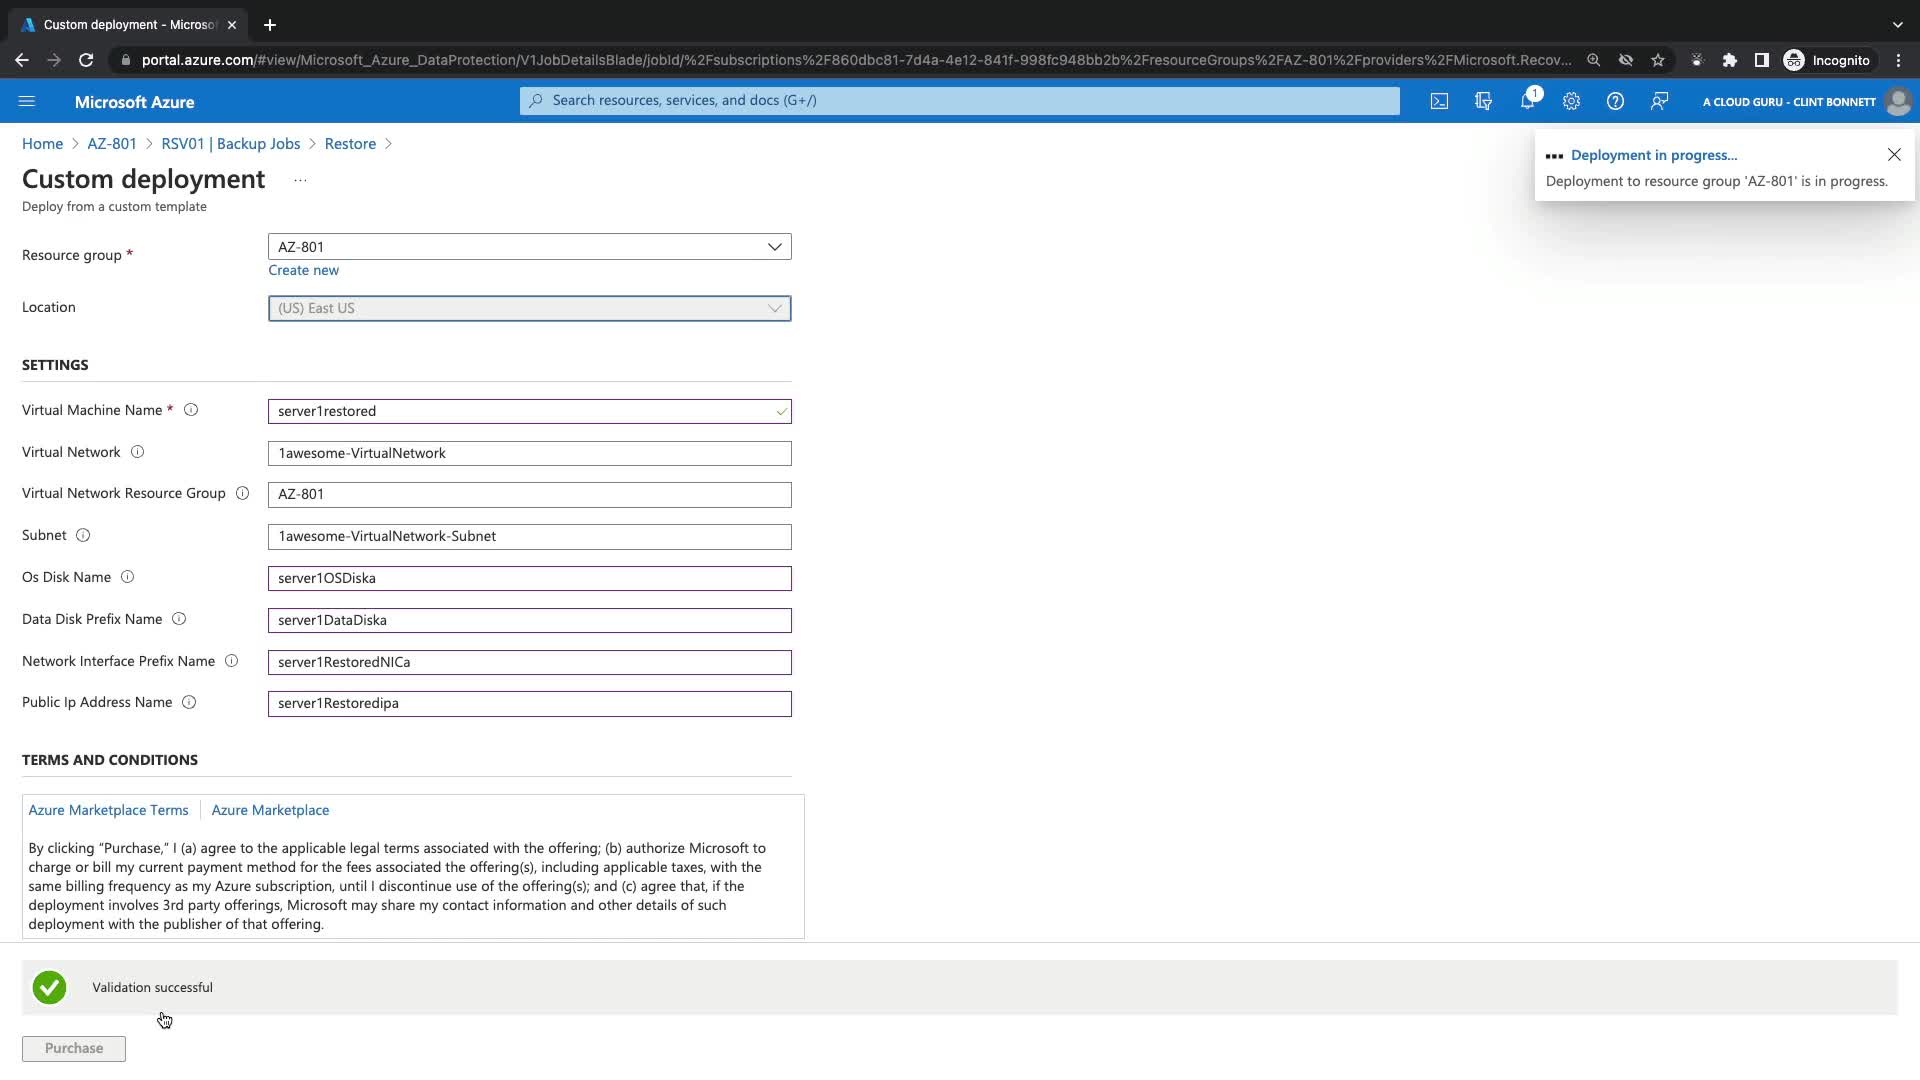 Custom deployment - Microsof
portal.azure.com/#view/Microsoft_Azure_DataProtection/V1JobDetailsBlade/jobId/%2Fsubscriptions%2F860dbc81-7d4a-4e12-841f-998fc948bb2b%2FresourceGroups%2FAZ-801%2Fproviders%2FMicrosoft.Recov...
Incognito
Microsoft Azure
Search resources, services, and docs (G+/)
1
A CLOUD GURU - CLINT BONNETT
Home > AZ-801 > RSV01 | Backup Jobs > Restore >
Custom deployment ...
Deploy from a custom template
Deployment in progress...
Deployment to resource group 'AZ-801' is in progress.
Resource group * AZ-801
Create new
Location (US) East US
SETTINGS
Virtual Machine Name * server1restored
Virtual Network 1awesome-VirtualNetwork
Virtual Network Resource Group AZ-801
Subnet 1awesome-VirtualNetwork-Subnet
Os Disk Name server1OSDiska
Data Disk Prefix Name server1DataDiska
Network Interface Prefix Name server1RestoredNICa
Public Ip Address Name server1Restoredipa
TERMS AND CONDITIONS
Azure Marketplace Terms | Azure Marketplace
By clicking “Purchase,” I (a) agree to the applicable legal terms associated with the offering; (b) authorize Microsoft to
charge or bill my current payment method for the fees associated the offering(s), including applicable taxes, with the
same billing frequency as my Azure subscription, until I discontinue use of the offering(s); and (c) agree that, if the
deployment involves 3rd party offerings, Microsoft may share my contact information and other details of such
deployment with the publisher of that offering.
Validation successful
Purchase